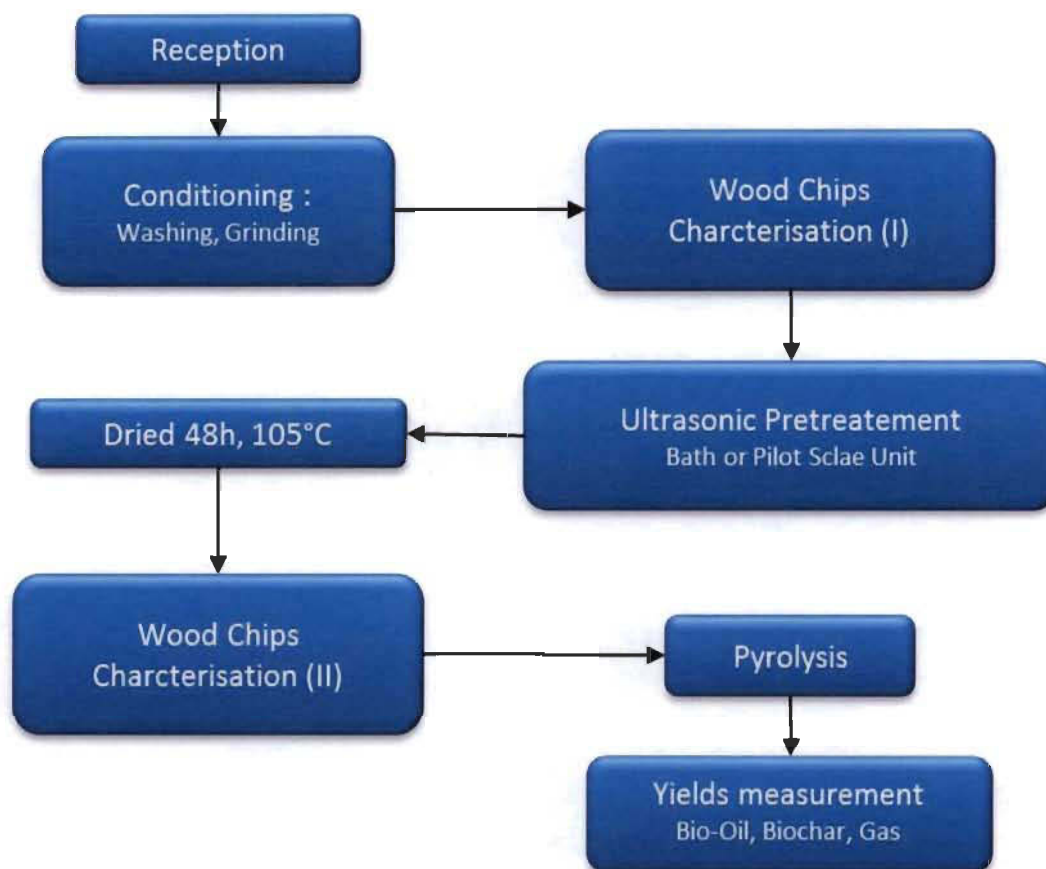 Reception
Conditioning :
Washing, Grinding
Wood Chips
Charcterisation (I)
Ultrasonic Pretreatement
Bath or Pilot Sclae Unit
Dried 48h, 105°C
Wood Chips
Charcterisation (II)
Pyrolysis
Yields measurement
Bio-Oil, Biochar, Gas